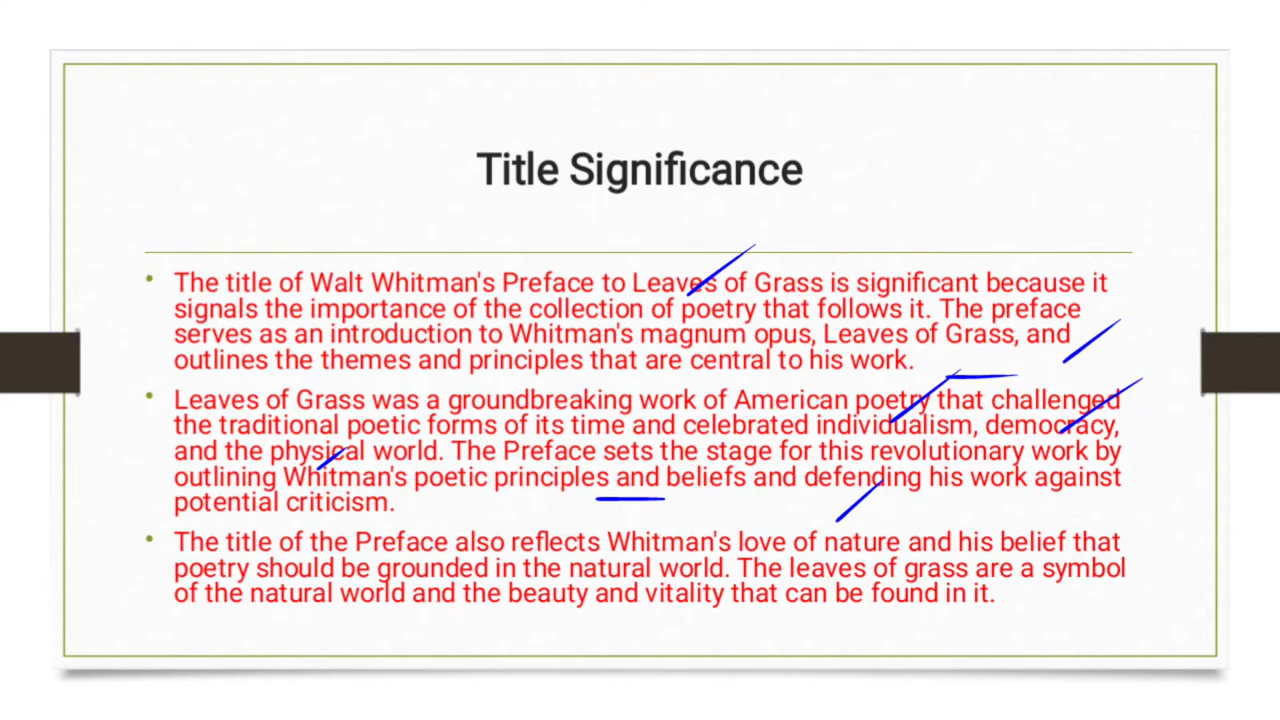 Title Significance
• The title of Walt Whitman's Preface to Leaves of Grass is significant because it
signals the importance of the collection of poetry that follows it. The preface
serves as an introduction to Whitman's magnum opus, Leaves of Grass, and
outlines the themes and principles that are central to his work.
• Leaves of Grass was a groundbreaking work of American poetry that challenged
the traditional poetic forms of its time and celebrated individualism, democracy,
and the physical world. The Preface sets the stage for this revolutionary work by
outlining Whitman's poetic principles and beliefs and defending his work against
potential criticism.
• The title of the Preface also reflects Whitman's love of nature and his belief that
poetry should be grounded in the natural world. The leaves of grass are a symbol
of the natural world and the beauty and vitality that can be found in it.